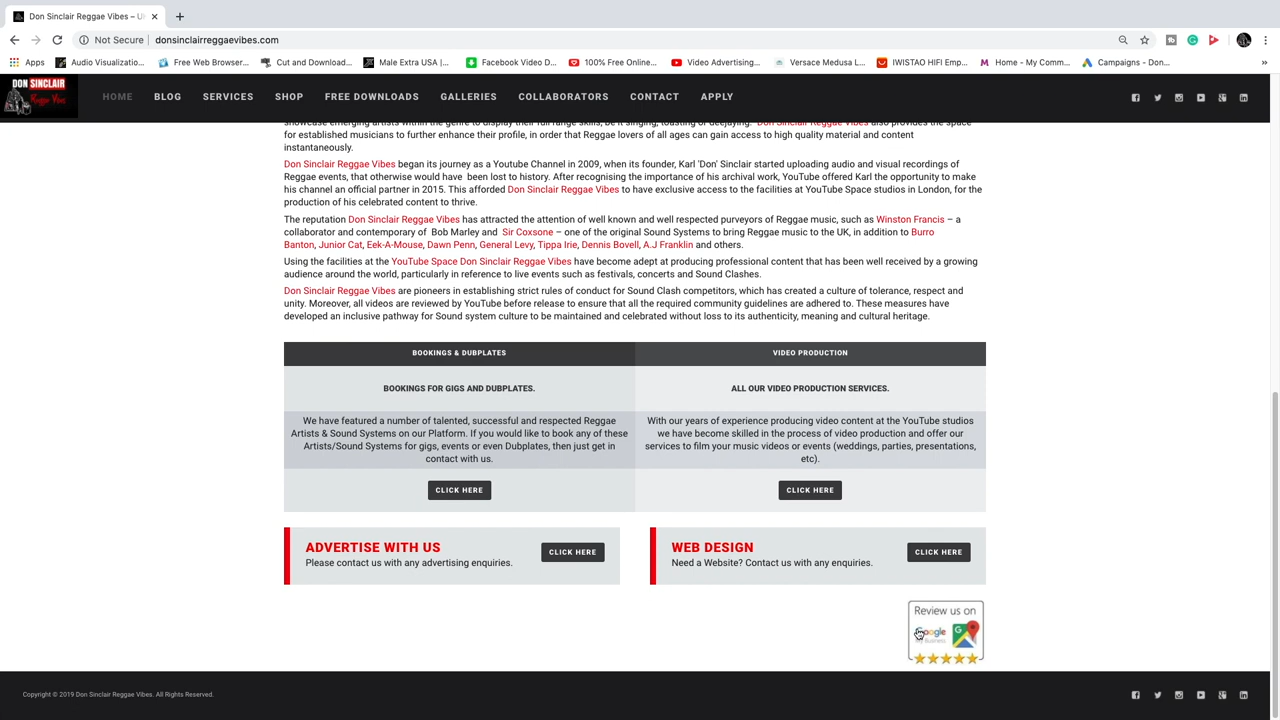 Don Sinclair Reggae Vibes – U
Not Secure
donsinclairreggaevibes.com
Apps
Audio Visualizatio...
Free Web Browser...
Cut and Download...
Male Extra USA |...
Facebook Video D...
100% Free Online...
Video Advertising...
Versace Medusa L...
IWISTAO HIFI Emp...
Home - My Comm...
Campaigns - Don...
DON SINCLAIR
Reggae Vibes
HOME
BLOG
SERVICES
SHOP
FREE DOWNLOADS
GALLERIES
COLLABORATORS
CONTACT
APPLY
showcase emerging artists within the genre to display their full range skills, be it singing, toasting or deejaying. Don Sinclair Reggae Vibes also provides the space
for established musicians to further enhance their profile, in order that Reggae lovers of all ages can gain access to high quality material and content
instantaneously.
Don Sinclair Reggae Vibes began its journey as a Youtube Channel in 2009, when its founder, Karl 'Don' Sinclair started uploading audio and visual recordings of
Reggae events, that otherwise would have been lost to history. After recognising the importance of his archival work, YouTube offered Karl the opportunity to make
his channel an official partner in 2015. This afforded Don Sinclair Reggae Vibes to have exclusive access to the facilities at YouTube Space studios in London, for the
production of his celebrated content to thrive.
The reputation Don Sinclair Reggae Vibes has attracted the attention of well known and well respected purveyors of Reggae music, such as Winston Francis – a
collaborator and contemporary of Bob Marley and Sir Coxsone – one of the original Sound Systems to bring Reggae music to the UK, in addition to Burro
Banton, Junior Cat, Eek-A-Mouse, Dawn Penn, General Levy, Tippa Irie, Dennis Bovell, A.J Franklin and others.
Using the facilities at the YouTube Space Don Sinclair Reggae Vibes have become adept at producing professional content that has been well received by a growing
audience around the world, particularly in reference to live events such as festivals, concerts and Sound Clashes.
Don Sinclair Reggae Vibes are pioneers in establishing strict rules of conduct for Sound Clash competitors, which has created a culture of tolerance, respect and
unity. Moreover, all videos are reviewed by YouTube before release to ensure that all the required community guidelines are adhered to. These measures have
developed an inclusive pathway for Sound system culture to be maintained and celebrated without loss to its authenticity, meaning and cultural heritage.
BOOKINGS & DUBPLATES
BOOKINGS FOR GIGS AND DUBPLATES.
We have featured a number of talented, successful and respected Reggae
Artists & Sound Systems on our Platform. If you would like to book any of these
Artists/Sound Systems for gigs, events or even Dubplates, then just get in
contact with us.
CLICK HERE
VIDEO PRODUCTION
ALL OUR VIDEO PRODUCTION SERVICES.
With our years of experience producing video content at the YouTube studios
we have become skilled in the process of video production and offer our
services to film your music videos or events (weddings, parties, presentations,
etc).
CLICK HERE
ADVERTISE WITH US
Please contact us with any advertising enquiries.
CLICK HERE
WEB DESIGN
Need a Website? Contact us with any enquiries.
CLICK HERE
Review us on
Google
My Business
Copyright © 2019 Don Sinclair Reggae Vibes. All Rights Reserved.